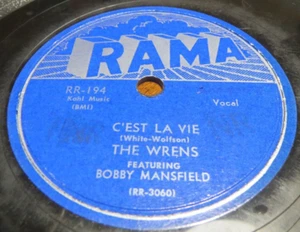 RAMA
RR-194
Kahl Music
(BMI)
Vocal
C'EST LA VIE
(White-Wolfson)
THE WRENS
FEATURING
BOBBY MANSFIELD
(RR-3060)